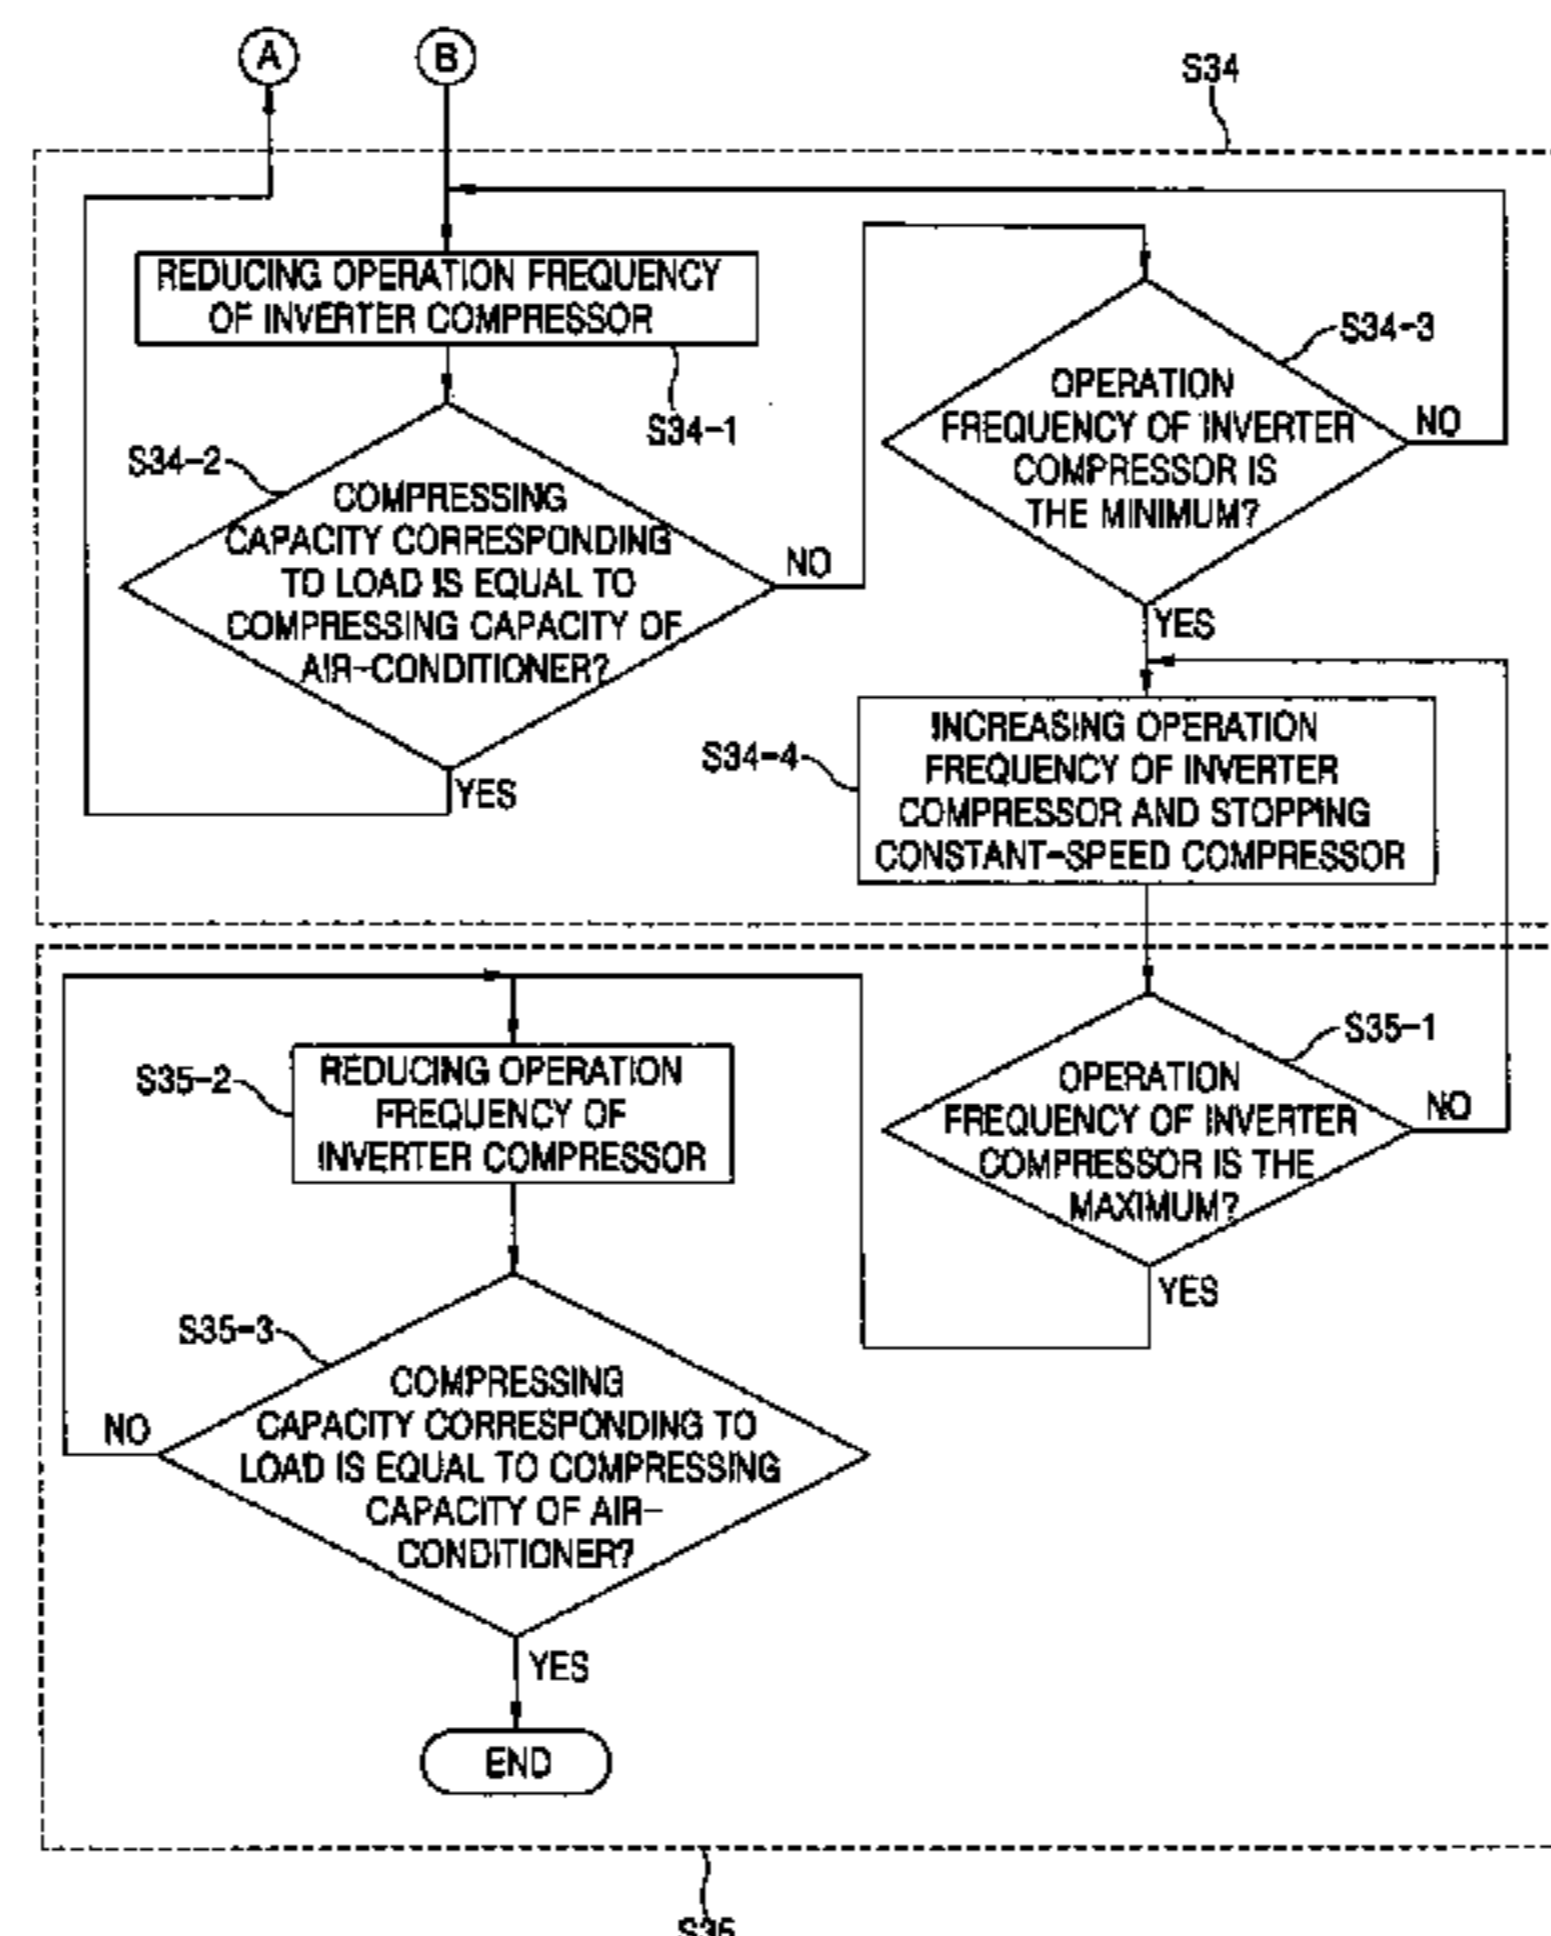 A
B
S34
REDUCING OPERATION FREQUENCY
OF INVERTER COMPRESSOR
S34-1
S34-2
COMPRESSING
CAPACITY CORRESPONDING
TO LOAD IS EQUAL TO
COMPRESSING CAPACITY OF
AIR-CONDITIONER?
NO
YES
S34-3
OPERATION
FREQUENCY OF INVERTER
COMPRESSOR IS
THE MINIMUM?
NO
YES
S34-4
INCREASING OPERATION
FREQUENCY OF INVERTER
COMPRESSOR AND STOPPING
CONSTANT-SPEED COMPRESSOR
S35-1
OPERATION
FREQUENCY OF INVERTER
COMPRESSOR IS THE
MAXIMUM?
NO
YES
S35-2
REDUCING OPERATION
FREQUENCY OF
INVERTER COMPRESSOR
S35-3
COMPRESSING
CAPACITY CORRESPONDING TO
LOAD IS EQUAL TO COMPRESSING
CAPACITY OF AIR-
CONDITIONER?
NO
YES
END